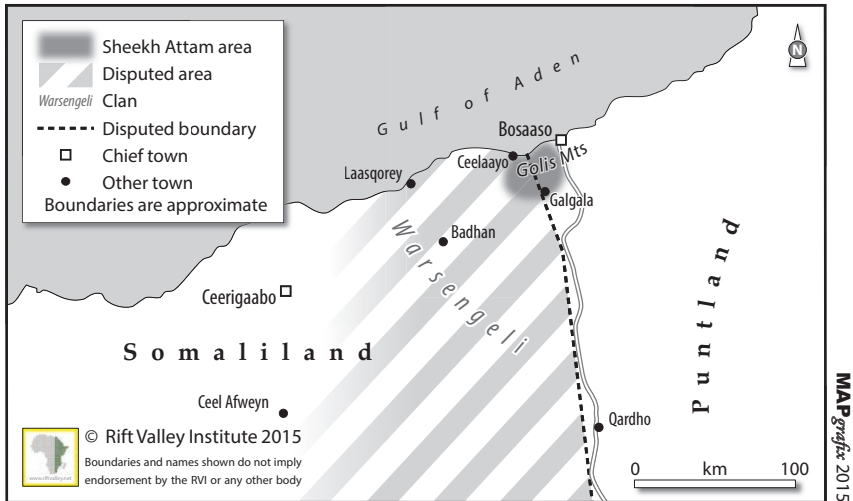 Sheekh Attam area
Disputed area
Warsengeli Clan
Disputed boundary
Chief town
Other town
Boundaries are approximate
N
Gulf of Aden
Bosaaso
Ceelaayo
Golis Mts
Laasqorey
Galgala
Warsengeli
Badhan
Ceerigaabo
Somaliland
Puntland
Ceel Afweyn
Qardho
© Rift Valley Institute 2015
Boundaries and names shown do not imply
endorsement by the RVI or any other body
www.riftvalley.net
0 km 100
MAPgrafix 2015